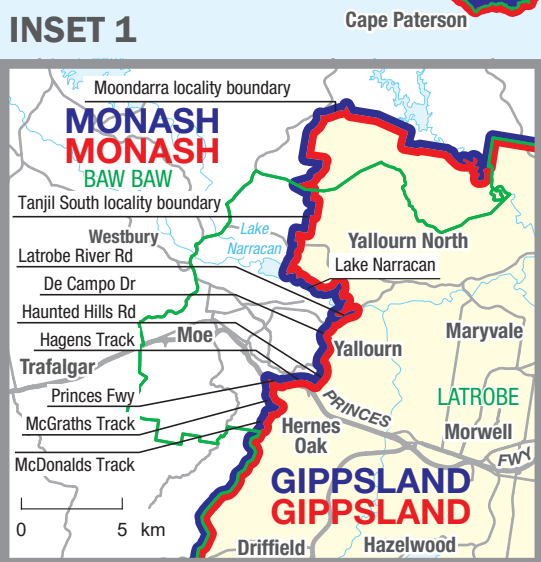 Cape Paterson
INSET 1
Moondarra locality boundary
MONASH
MONASH
BAW BAW
Tanjil South locality boundary
Westbury
Lake
Narracan
Yallourn North
Latrobe River Rd
Lake Narracan
De Campo Dr
Haunted Hills Rd
Hagens Track
Moe
Maryvale
Yallourn
Trafalgar
Princes Fwy
PRINCES
LATROBE
McGraths Track
Hernes
Oak
Morwell
FWY
McDonalds Track
GIPPSLAND
GIPPSLAND
0 5 km
Driffield
Hazelwood